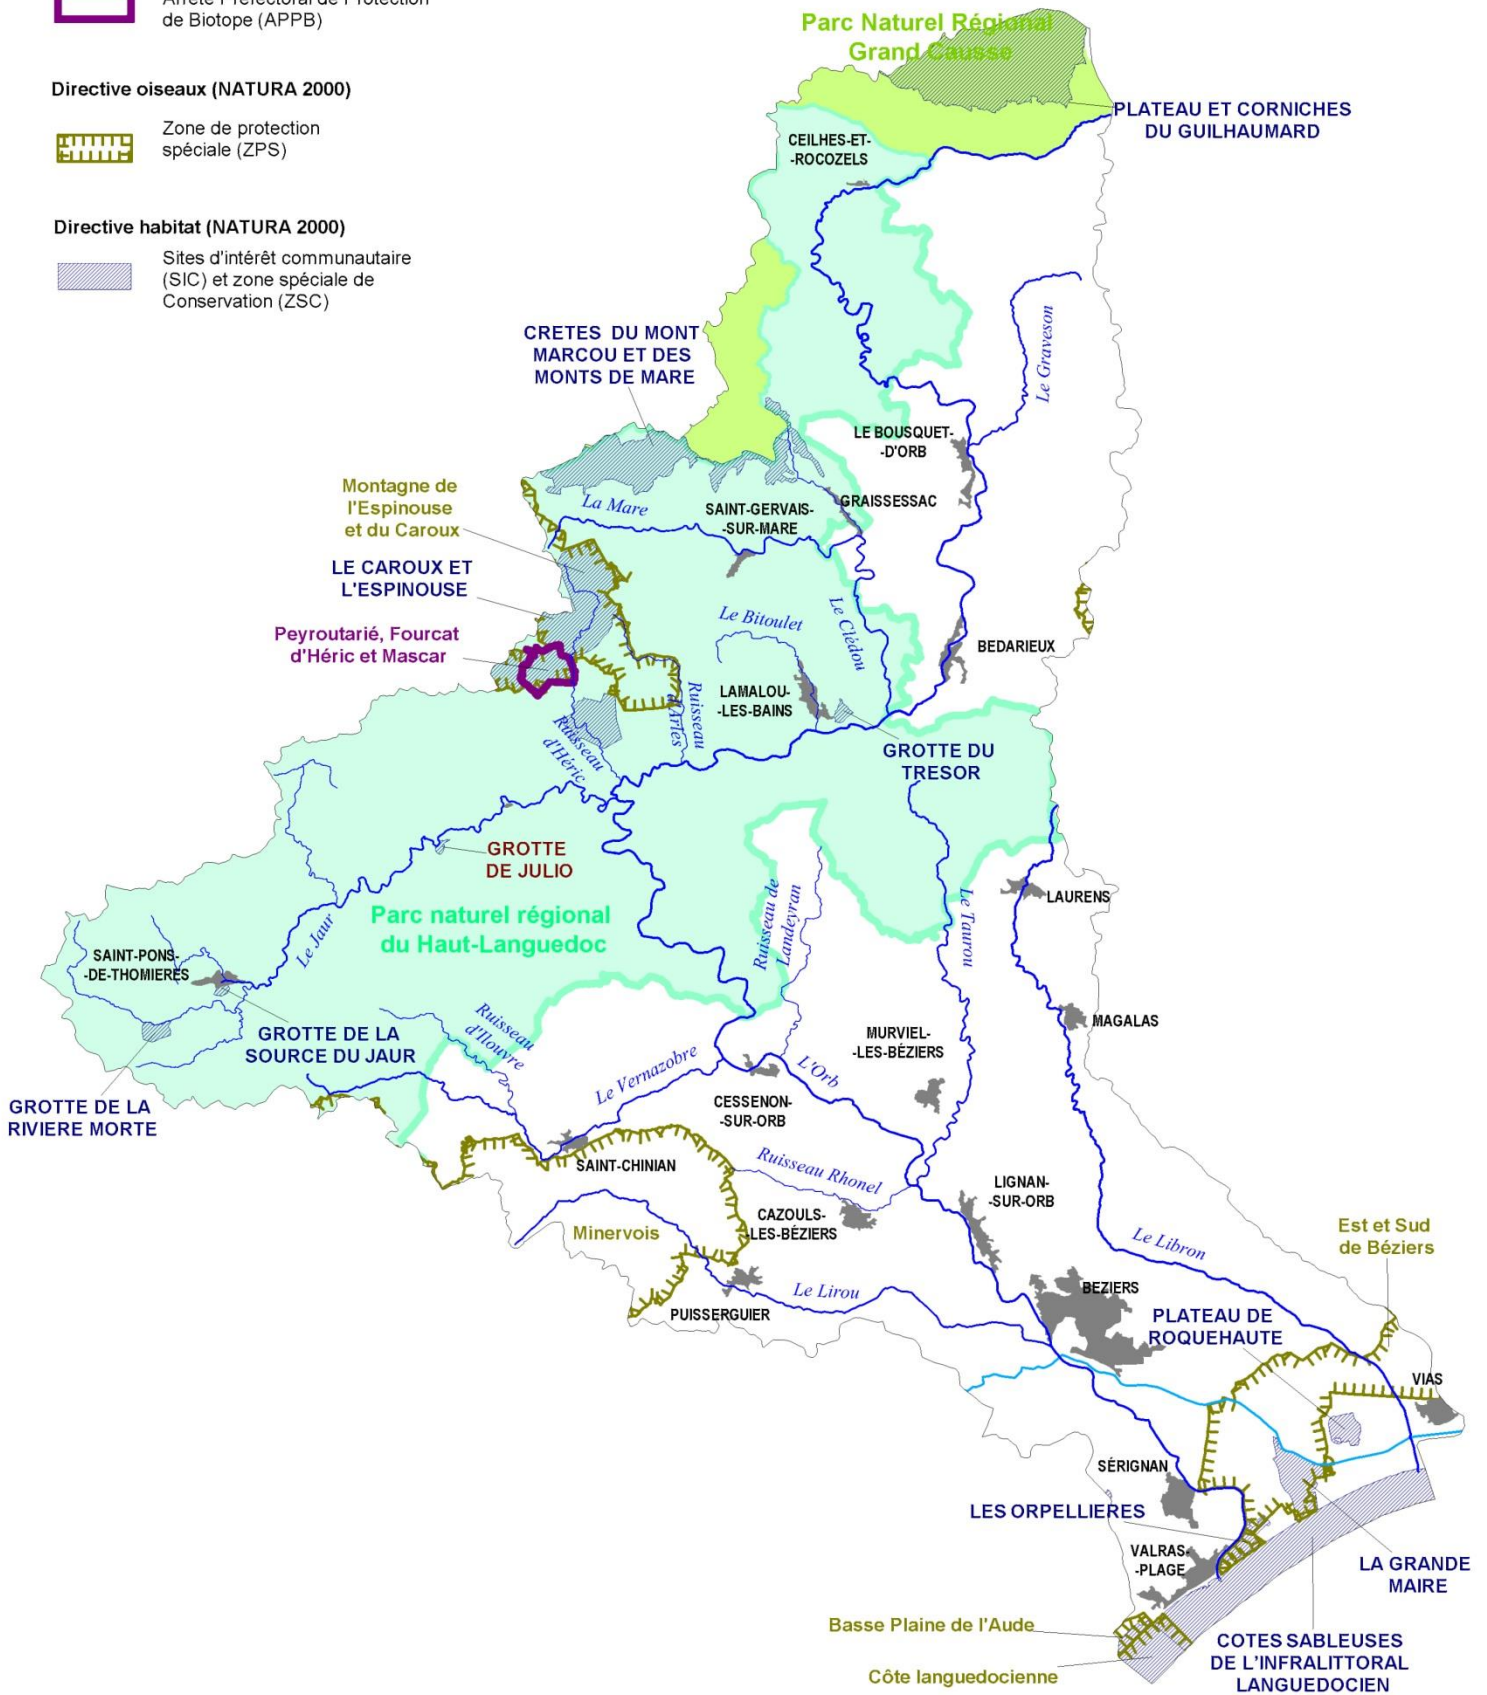 Arrêté Préfectoral de Protection
de Biotope (APPB)
Directive oiseaux (NATURA 2000)
Zone de protection
spéciale (ZPS)
Directive habitat (NATURA 2000)
Sites d'intérêt communautaire
(SIC) et zone spéciale de
Conservation (ZSC)
Parc Naturel Régional
Grand Causse
PLATEAU ET CORNICHES
DU GUILHAUMARD
CEILHES-ET-
-ROCOZELS
Le Graveson
CRETES DU MONT
MARCOU ET DES
MONTS DE MARE
LE BOUSQUET-
-D'ORB
Montagne de
l'Espinouse
et du Caroux
La Mare
SAINT-GERVAIS-
-SUR-MARE
GRAISSESSAC
LE CAROUX ET
L'ESPINOUSE
Le Bitoulet
Le Clédou
Peyroutarié, Fourcat
d'Héric et Mascar
BEDARIEUX
LAMALOU-
-LES-BAINS
Ruisseau
d'Arles
Ruisseau
d'Héric
GROTTE DU
TRESOR
GROTTE
DE JULIO
LAURENS
Parc naturel régional
du Haut-Languedoc
Ruisseau de
Landeyran
Le Taurou
Le Jaur
SAINT-PONS-
-DE-THOMIERES
GROTTE DE LA
SOURCE DU JAUR
Ruisseau
d'Ilouvre
MAGALAS
MURVIEL-
-LES-BÉZIERS
L'Orb
Le Vernazobre
GROTTE DE LA
RIVIERE MORTE
CESSENON-
-SUR-ORB
SAINT-CHINIAN
Ruisseau Rhonel
LIGNAN-
-SUR-ORB
CAZOULS-
-LES-BÉZIERS
Minervois
Le Libron
Est et Sud
de Béziers
Le Lirou
PUISSERGUIER
BEZIERS
PLATEAU DE
ROQUEHAUTE
VIAS
SÉRIGNAN
LES ORPELLIERES
VALRAS-
-PLAGE
LA GRANDE
MAIRE
Basse Plaine de l'Aude
Côte languedocienne
COTES SABLEUSES
DE L'INFRALITTORAL
LANGUEDOCIEN